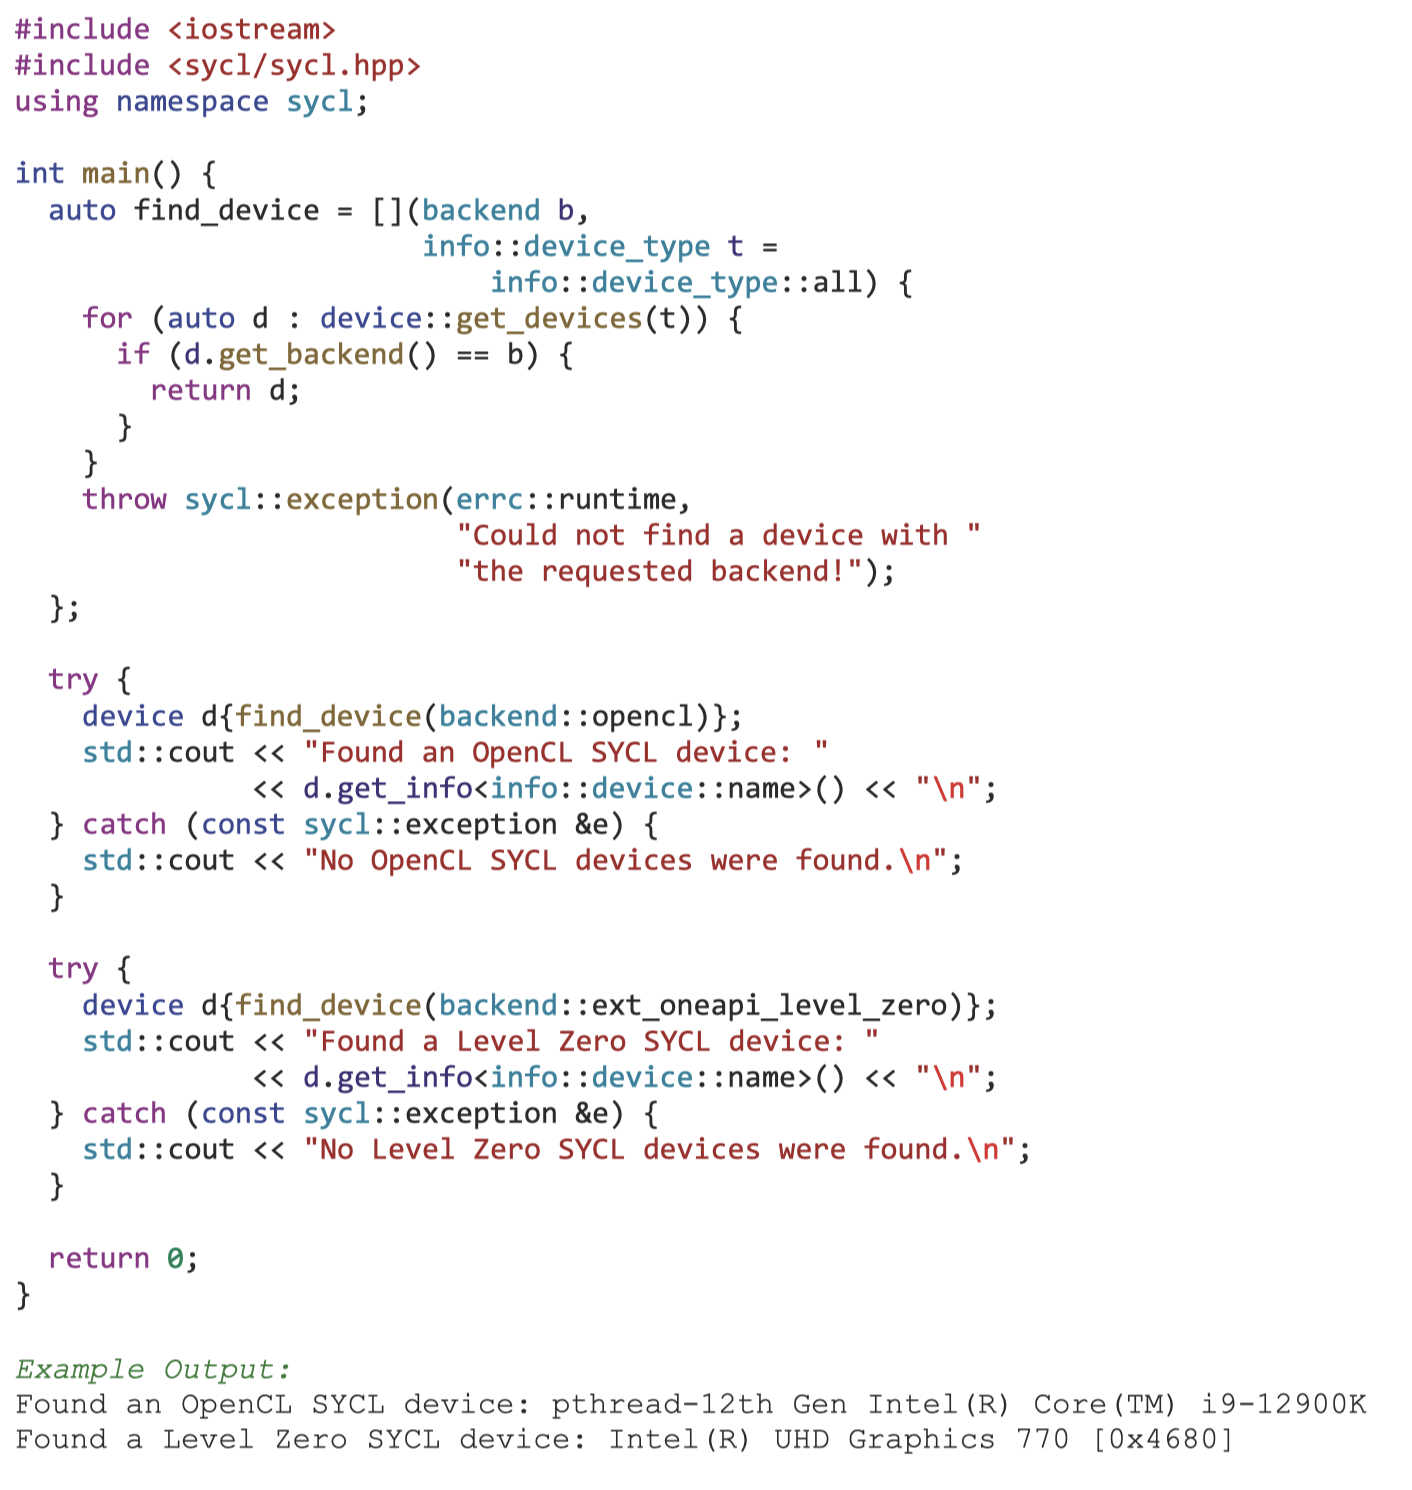 #include <iostream>
#include <sycl/sycl.hpp>
using namespace sycl;

int main() {
  auto find_device = [](backend b,
                        info::device_type t =
                            info::device_type::all) {
    for (auto d : device::get_devices(t)) {
      if (d.get_backend() == b) {
        return d;
      }
    }
    throw sycl::exception(errc::runtime,
                          "Could not find a device with "
                          "the requested backend!");
  };

  try {
    device d{find_device(backend::opencl)};
    std::cout << "Found an OpenCL SYCL device: "
              << d.get_info<info::device::name>() << "\n";
  } catch (const sycl::exception &e) {
    std::cout << "No OpenCL SYCL devices were found.\n";
  }

  try {
    device d{find_device(backend::ext_oneapi_level_zero)};
    std::cout << "Found a Level Zero SYCL device: "
              << d.get_info<info::device::name>() << "\n";
  } catch (const sycl::exception &e) {
    std::cout << "No Level Zero SYCL devices were found.\n";
  }

  return 0;
}

Example Output:
Found an OpenCL SYCL device: pthread-12th Gen Intel(R) Core(TM) i9-12900K
Found a Level Zero SYCL device: Intel(R) UHD Graphics 770 [0x4680]